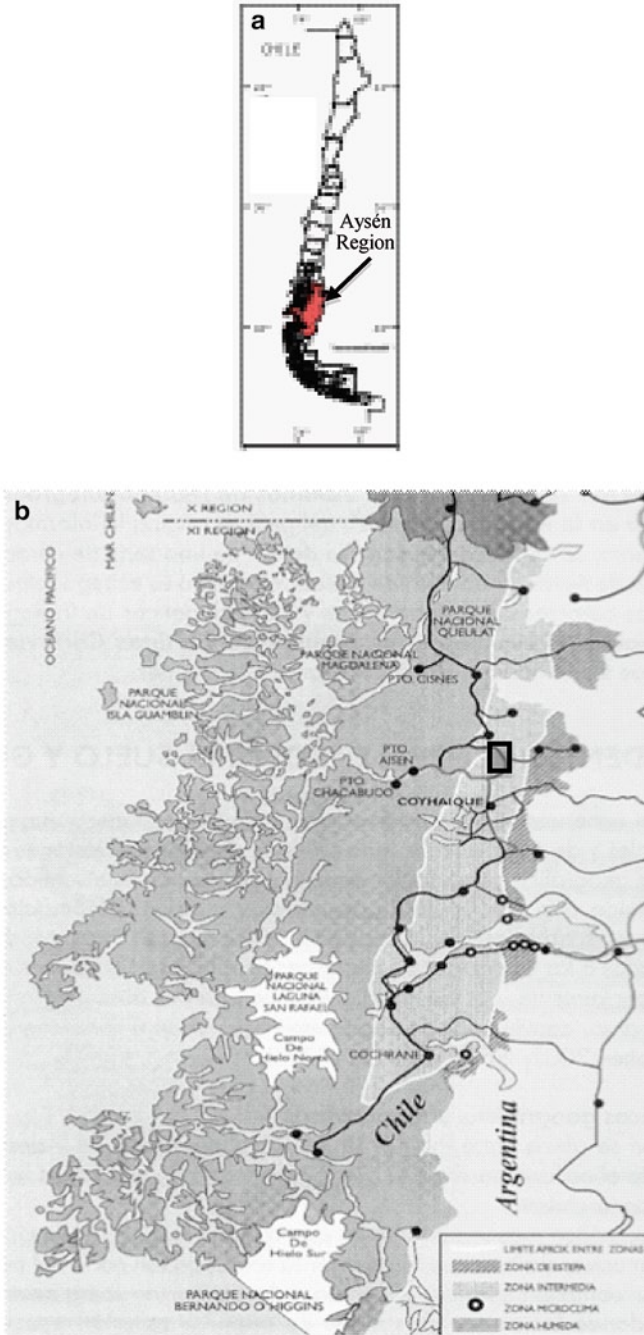 a
CHILE
Aysén
Region
b
X REGION
XI REGION
MAR CHILEN
OCEANO PACIFICO
PARQUE
NACIONAL
QUEULAT
PARQUE NACIONAL
(MAGDALENA)
PTO. CISNES
PARQUE
NACIONAL
ISLA GUAMBLIN
PTO.
AISEN
PTO.
CHACABUCO
COYHAIQUE
PARQUE
NACIONAL
LAGUNA
SAN RAFAEL
Campo
De
Hielo Norte
COCHRANE
Chile
Argentina
Campo
De
Hielo Sur
PARQUE NACIONAL
BERNANDO O'HIGGINS
LIMITE APROX. ENTRE ZONAS
ZONA DE ESTEPA
ZONA INTERMEDIA
ZONA MICROCLIMA
ZONA HUMEDA